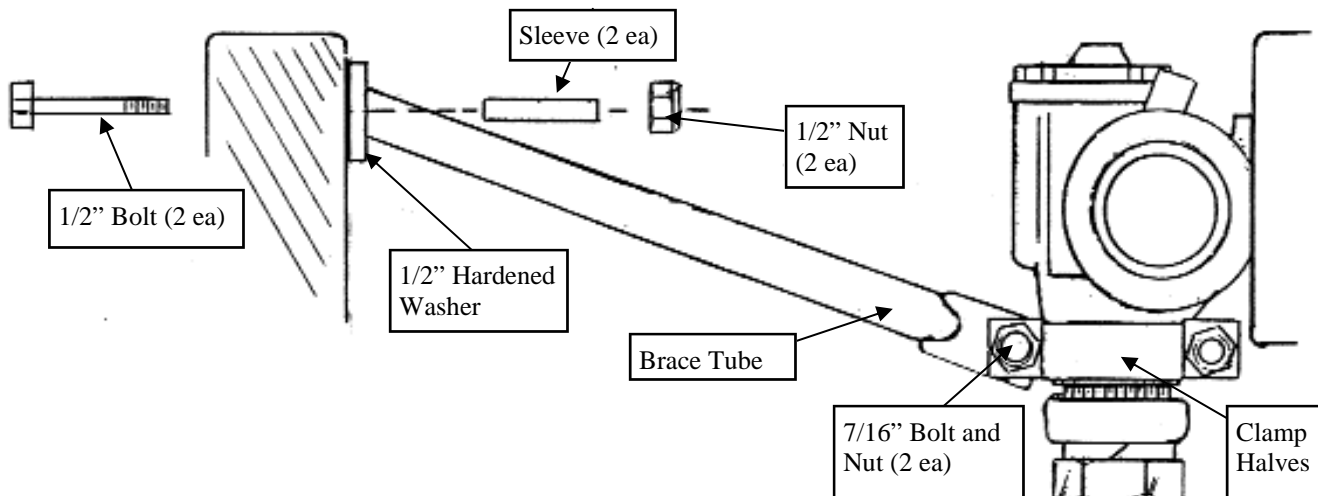 Sleeve (2 ea)
1/2” Nut
(2 ea)
1/2” Bolt (2 ea)
1/2” Hardened
Washer
Brace Tube
7/16” Bolt and
Nut (2 ea)
Clamp
Halves